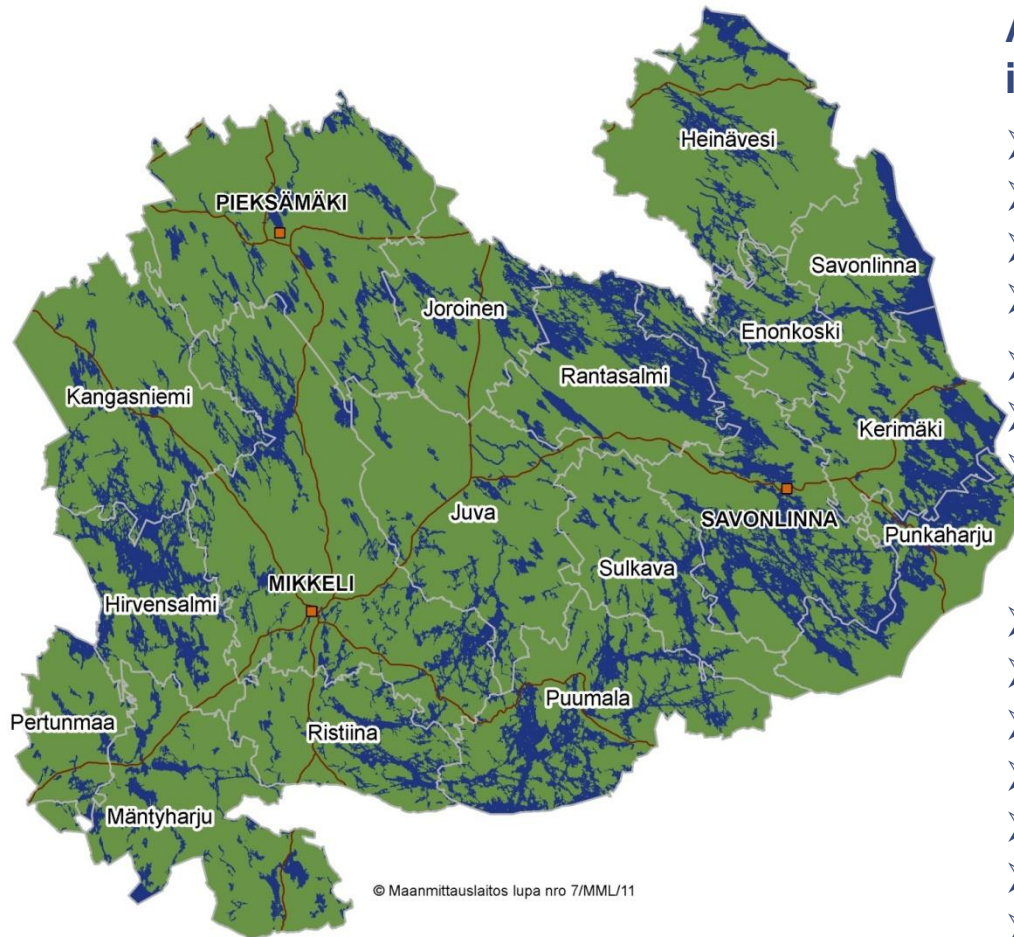 A
i
Heinävesi
PIEKSÄMÄKI
Savonlinna
Joroinen
Enonkoski
Rantasalmi
Kangasniemi
Kerimäki
Juva
SAVONLINNA
Punkaharju
Sulkava
MIKKELI
Hirvensalmi
Puumala
Pertunmaa
Ristiina
Mäntyharju
© Maanmittauslaitos lupa nro 7/MML/11